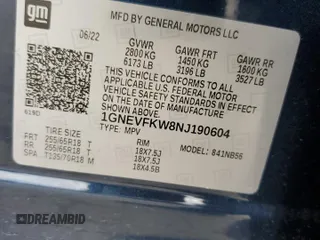 gm
MFD BY GENERAL MOTORS LLC
06/22
GVWR GAWR FRT GAWR RR
2800 KG 1450 KG 1600 KG
6173 LB 3196 LB 3527 LB
THIS VEHICLE CONFORMS TO ALL APPLICABLE
U.S. FEDERAL MOTOR VEHICLE SAFETY
STANDARDS IN EFFECT ON THE DATE OF
MANUFACTURE SHOWN ABOVE.
1GNEVFKW8NJ190604
TYPE: MPV
MODEL: 841NB56
TIRE SIZE SPEED RTG RIM
FRT 255/65R18 T 18X7.5J
RR 255/65R18 T 18X7.5J
SPA T135/70R18 M 18X4.5B
DREAMBID